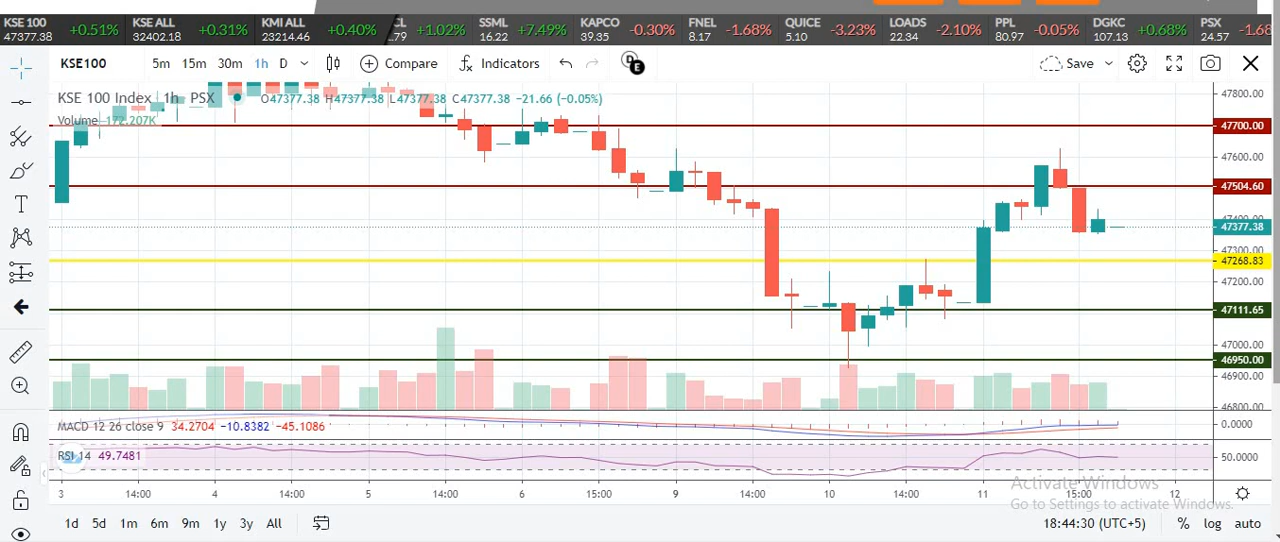 KSE 100 +0.51% KSE ALL +0.31% KMI ALL +0.40% CL +1.02% SSML +7.49% KAPCO -0.30% FNEL -1.68% QUICE -3.23% LOADS -2.10% PPL -0.05% DGKC +0.68% PSX -1.68
47377.38 32402.18 23214.46 .79 16.22 39.35 8.17 5.10 22.34 80.97 107.13 24.57
KSE100 5m 15m 30m 1h D Compare Indicators D E Save
KSE 100 Index 1h PSX O47377.38 H47377.38 L47377.38 C47377.38 −21.66 (−0.05%)
Volume 172.207K
47800.00
47700.00
47600.00
47504.60
47400.00
47377.38
47300.00
47268.83
47200.00
47111.65
47000.00
46950.00
46900.00
46800.00
MACD 12 26 close 9 34.2704 −10.8382 −45.1086
0.0000
RSI 14 49.7481
50.0000
3 14:00 4 14:00 5 14:00 6 15:00 9 14:00 10 14:00 11 15:00 12
Activate Windows
Go to Settings to activate Windows.
1d 5d 1m 6m 9m 1y 3y All 18:44:30 (UTC+5) % log auto